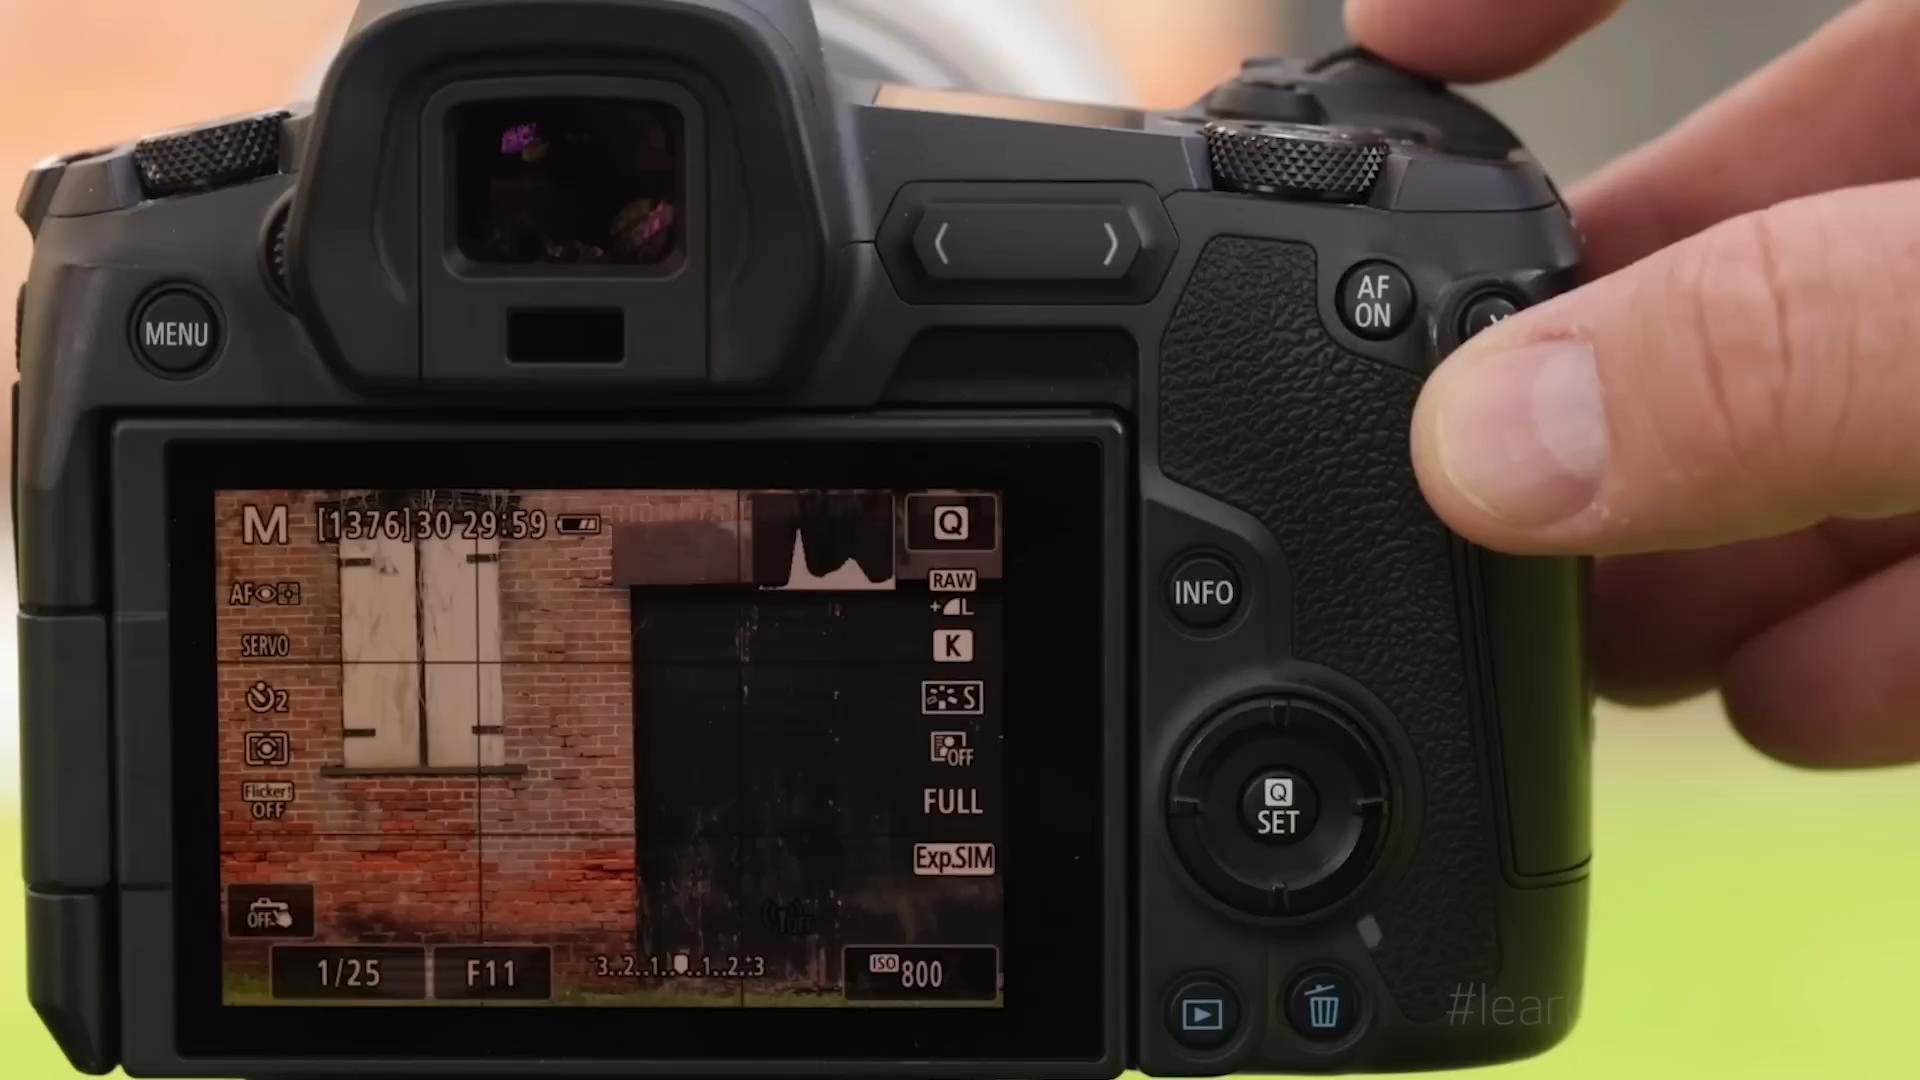 AF
ON
MENU
M [1376]30 29:59 Q
AF
RAW
+L
SERVO
K
2
S
INFO
OFF
Flicker!
OFF
FULL
Q
SET
Exp.SIM
OFF
1/25 F11 3..2..1..0..1..2..3 ISO 800
#lear